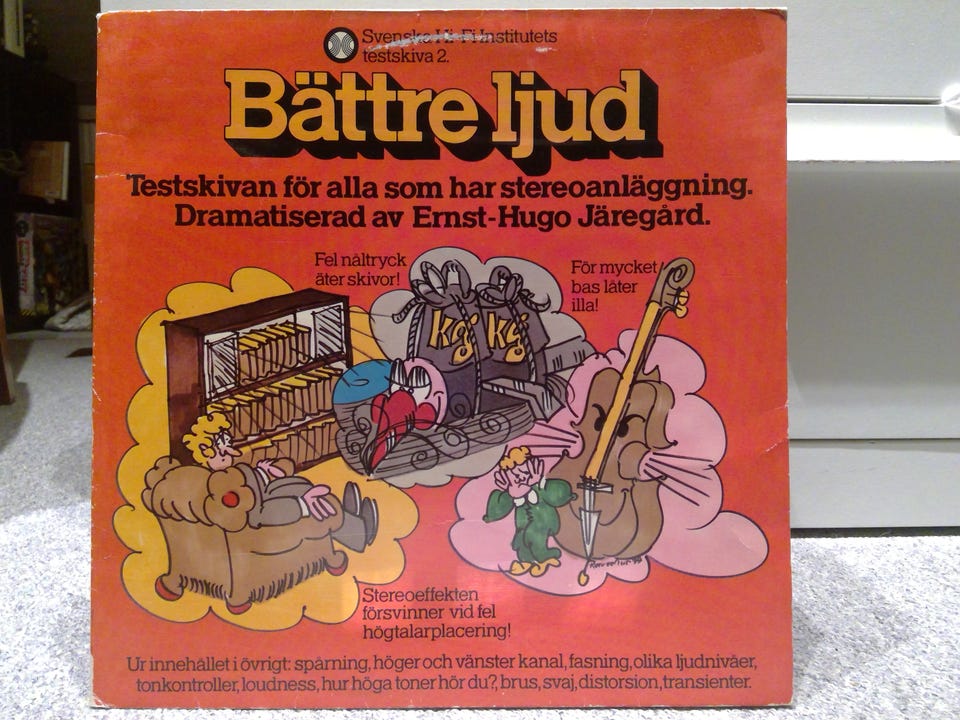 Svenska Hi-Fi-Institutets
testskiva 2.
Bättre ljud
Testskivan för alla som har stereoanläggning.
Dramatiserad av Ernst-Hugo Järegård.
Fel nåltryck
äter skivor!
För mycket
bas låter
illa!
kg kg
Stereoeffekten
försvinner vid fel
högtalarplacering!
Ur innehållet i övrigt: spårning, höger och vänster kanal, fasning, olika ljudnivåer,
tonkontroller, loudness, hur höga toner hör du?, brus, svaj, distorsion, transienter.